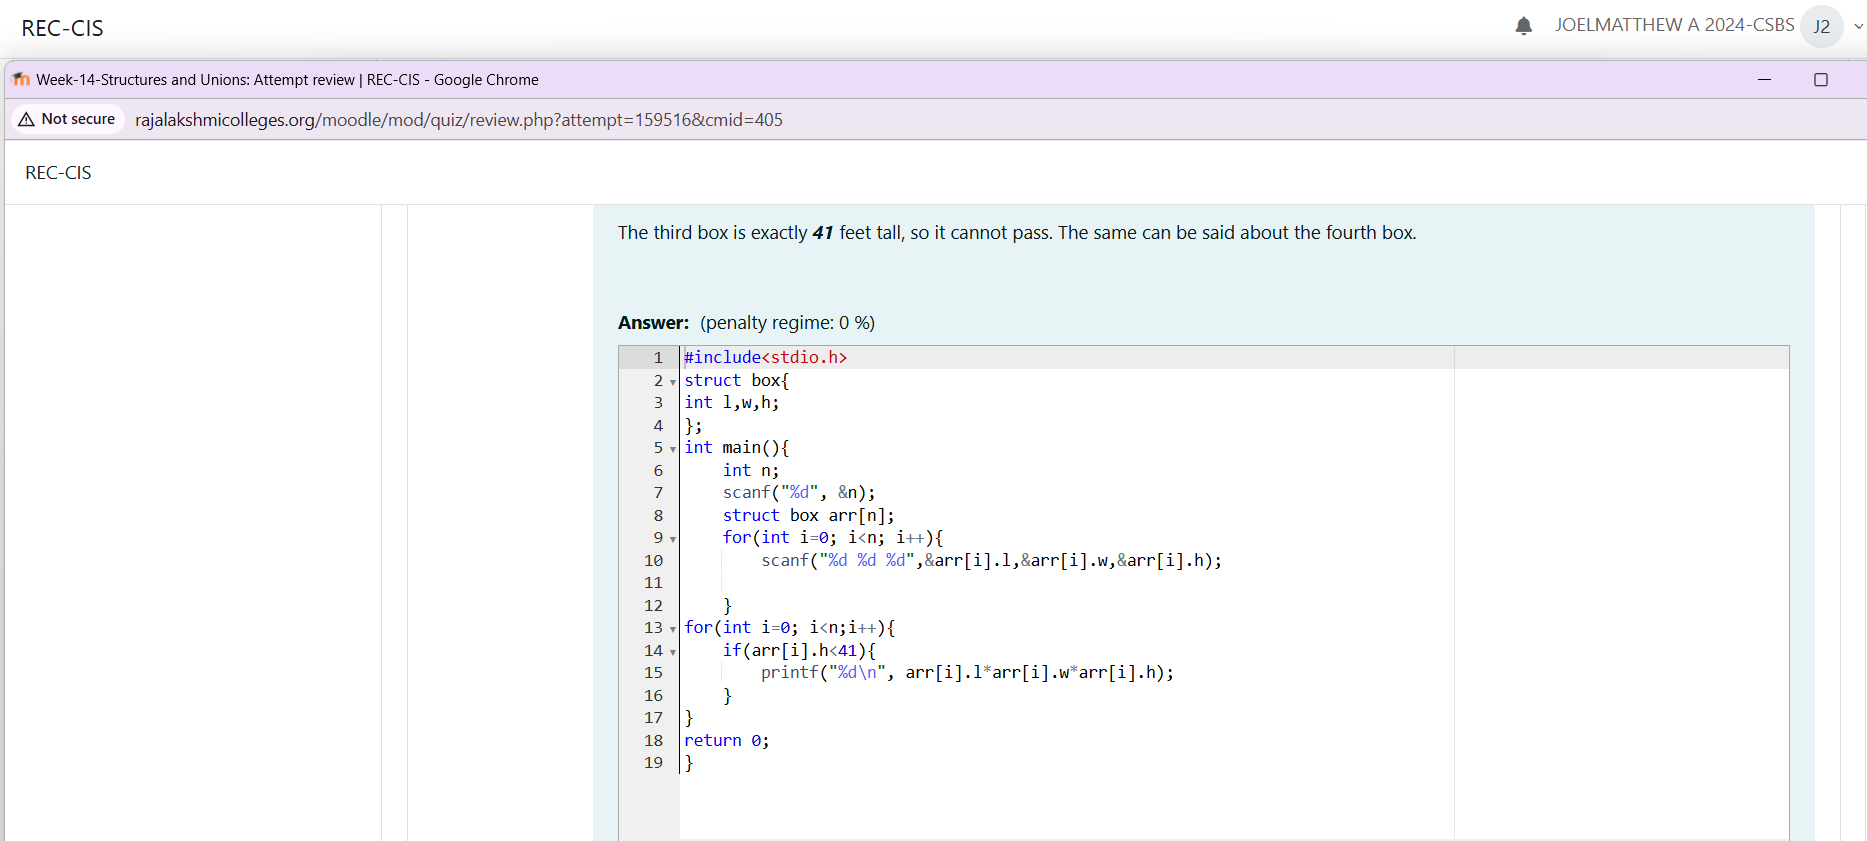 REC-CIS
JOELMATTHEW A 2024-CSBS J2
Week-14-Structures and Unions: Attempt review | REC-CIS - Google Chrome
Not secure rajalakshmicolleges.org/moodle/mod/quiz/review.php?attempt=159516&cmid=405
REC-CIS
The third box is exactly 41 feet tall, so it cannot pass. The same can be said about the fourth box.
Answer: (penalty regime: 0 %)
1 #include<stdio.h>
2 struct box{
3 int l,w,h;
4 };
5 int main(){
6     int n;
7     scanf("%d", &n);
8     struct box arr[n];
9     for(int i=0; i<n; i++){
10         scanf("%d %d %d",&arr[i].l,&arr[i].w,&arr[i].h);
11
12     }
13 for(int i=0; i<n;i++){
14     if(arr[i].h<41){
15         printf("%d\n", arr[i].l*arr[i].w*arr[i].h);
16     }
17 }
18 return 0;
19 }